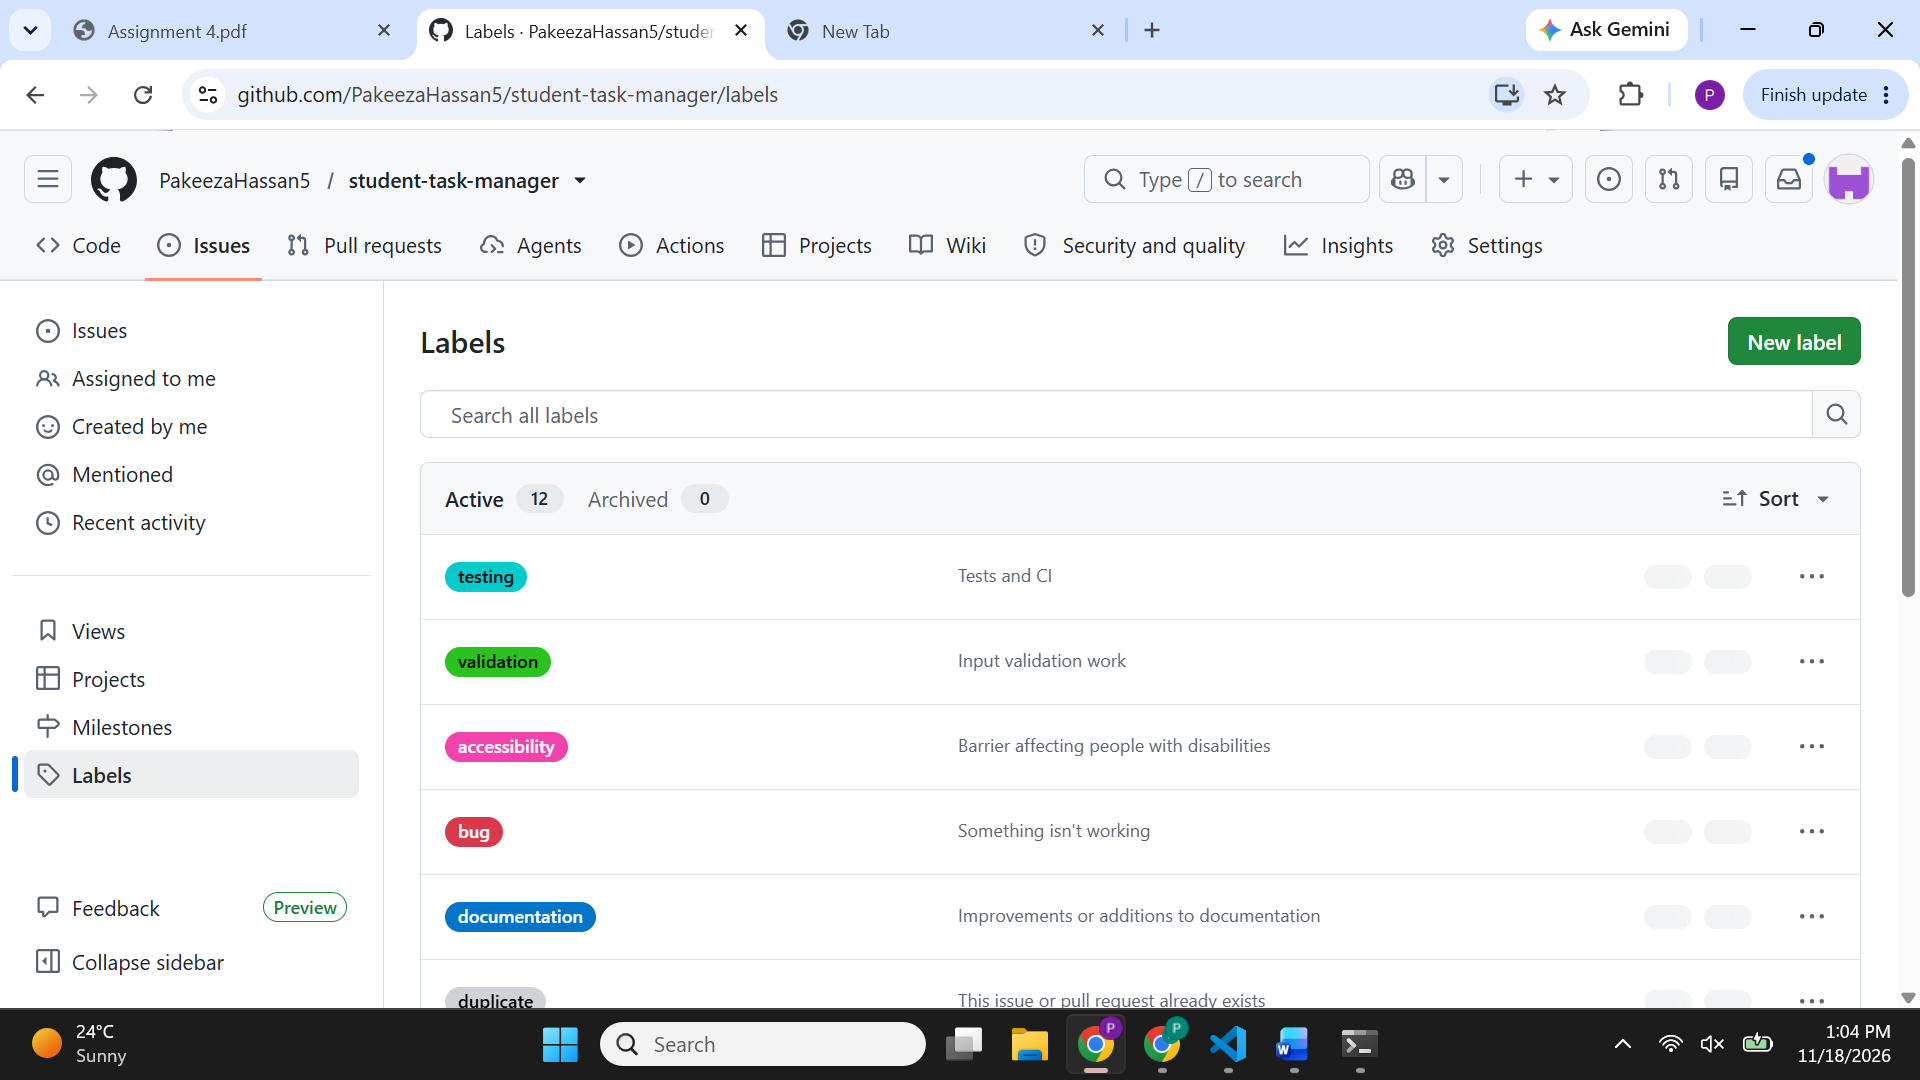 Assignment 4.pdf
Labels · PakeezaHassan5/studen
New Tab
Ask Gemini
github.com/PakeezaHassan5/student-task-manager/labels
P
Finish update
PakeezaHassan5 / student-task-manager
Type / to search
Code
Issues
Pull requests
Agents
Actions
Projects
Wiki
Security and quality
Insights
Settings
Issues
Assigned to me
Created by me
Mentioned
Recent activity
Views
Projects
Milestones
Labels
Feedback
Preview
Collapse sidebar
Labels
New label
Search all labels
Active 12
Archived 0
Sort
testing
Tests and CI
validation
Input validation work
accessibility
Barrier affecting people with disabilities
bug
Something isn't working
documentation
Improvements or additions to documentation
duplicate
This issue or pull request already exists
24°C
Sunny
Search
P
P
W
1:04 PM
11/18/2026